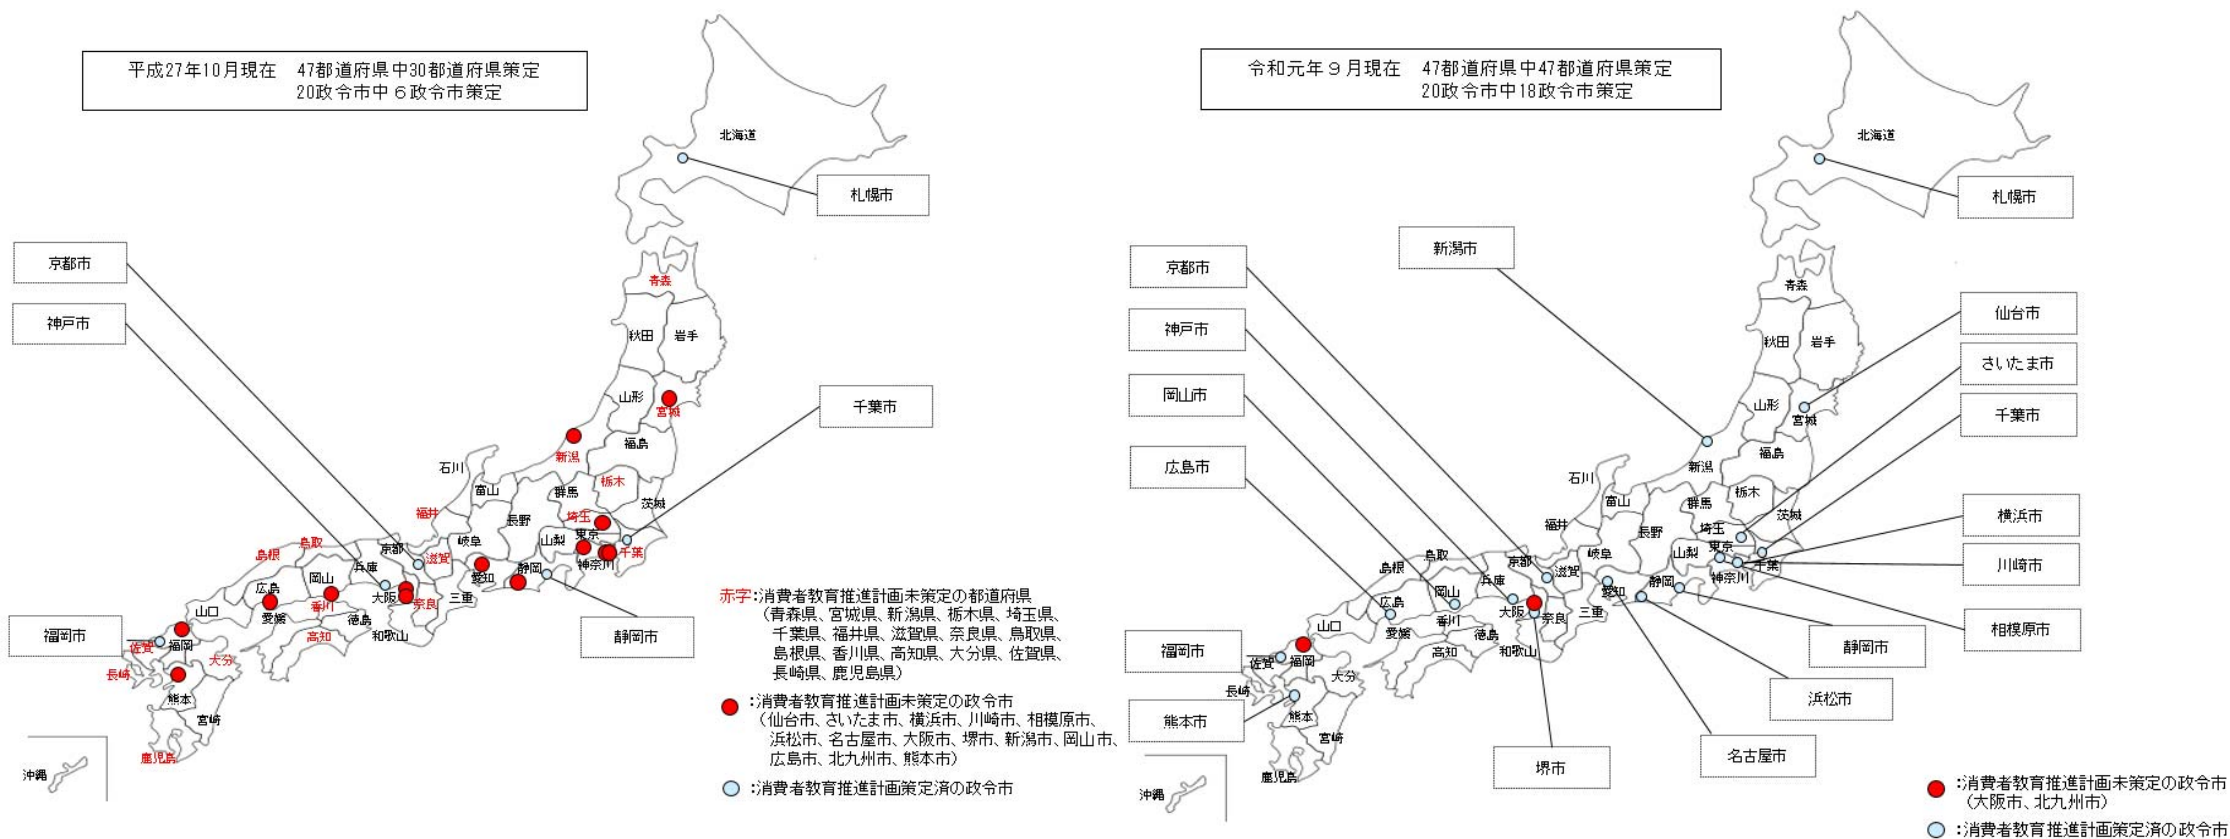 平成27年10月現在　47都道府県中30都道府県策定
20政令市中６政令市策定
北海道
札幌市
京都市
神戸市
青森
秋田
岩手
山形
宮城
千葉市
福島
新潟
石川
富山
群馬
栃木
茨城
福井
長野
埼玉
岐阜
山梨
東京
千葉
神奈川
島根
鳥取
京都
滋賀
兵庫
岡山
広島
愛知
静岡
大阪
奈良
三重
香川
山口
愛媛
徳島
和歌山
高知
福岡市
静岡市
佐賀
福岡
大分
長崎
熊本
宮崎
鹿児島
沖縄
赤字:消費者教育推進計画未策定の都道府県
（青森県、宮城県、新潟県、栃木県、埼玉県、
千葉県、福井県、滋賀県、奈良県、鳥取県、
島根県、香川県、高知県、大分県、佐賀県、
長崎県、鹿児島県）
:消費者教育推進計画未策定の政令市
（仙台市、さいたま市、横浜市、川崎市、相模原市、
浜松市、名古屋市、大阪市、堺市、新潟市、岡山市、
広島市、北九州市、熊本市）
:消費者教育推進計画策定済の政令市
令和元年９月現在　47都道府県中47都道府県策定
20政令市中18政令市策定
北海道
札幌市
新潟市
京都市
神戸市
岡山市
広島市
青森
秋田
岩手
仙台市
さいたま市
千葉市
山形
宮城
福島
新潟
石川
富山
群馬
栃木
茨城
横浜市
川崎市
相模原市
福井
長野
埼玉
岐阜
山梨
東京
千葉
神奈川
島根
鳥取
京都
滋賀
兵庫
岡山
広島
愛知
静岡
大阪
奈良
三重
香川
山口
愛媛
徳島
和歌山
高知
福岡市
静岡市
浜松市
名古屋市
堺市
熊本市
佐賀
福岡
大分
長崎
熊本
宮崎
鹿児島
沖縄
:消費者教育推進計画未策定の政令市
（大阪市、北九州市）
:消費者教育推進計画策定済の政令市